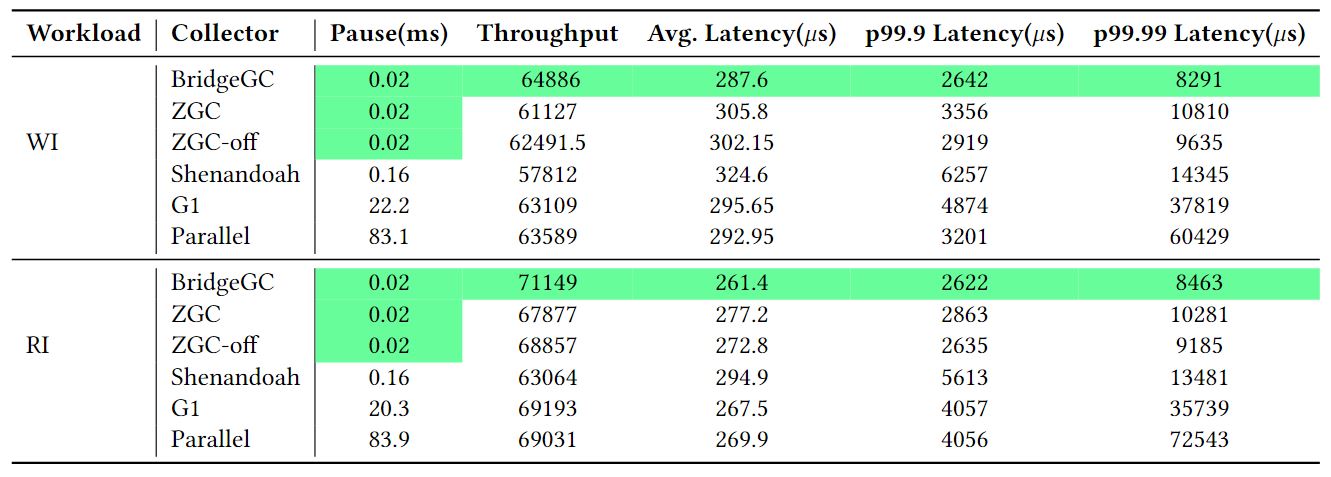 Workload Collector Pause(ms) Throughput Avg. Latency(μs) p99.9 Latency(μs) p99.99 Latency(μs)
BridgeGC 0.02 64886 287.6 2642 8291
ZGC 0.02 61127 305.8 3356 10810
WI ZGC-off 0.02 62491.5 302.15 2919 9635
Shenandoah 0.16 57812 324.6 6257 14345
G1 22.2 63109 295.65 4874 37819
Parallel 83.1 63589 292.95 3201 60429
BridgeGC 0.02 71149 261.4 2622 8463
ZGC 0.02 67877 277.2 2863 10281
RI ZGC-off 0.02 68857 272.8 2635 9185
Shenandoah 0.16 63064 294.9 5613 13481
G1 20.3 69193 267.5 4057 35739
Parallel 83.9 69031 269.9 4056 72543